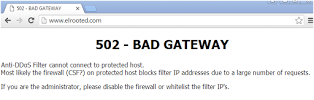 502 - BAD GATEWAY
www.elrooted.com
502 - BAD GATEWAY
Anti-DDoS Filter cannot connect to protected host.
Most likely the firewall (CSF?) on protected host blocks filter IP addresses due to a large number of requests.
If you are the administrator, please disable the firewall or whitelist the filter IP's.